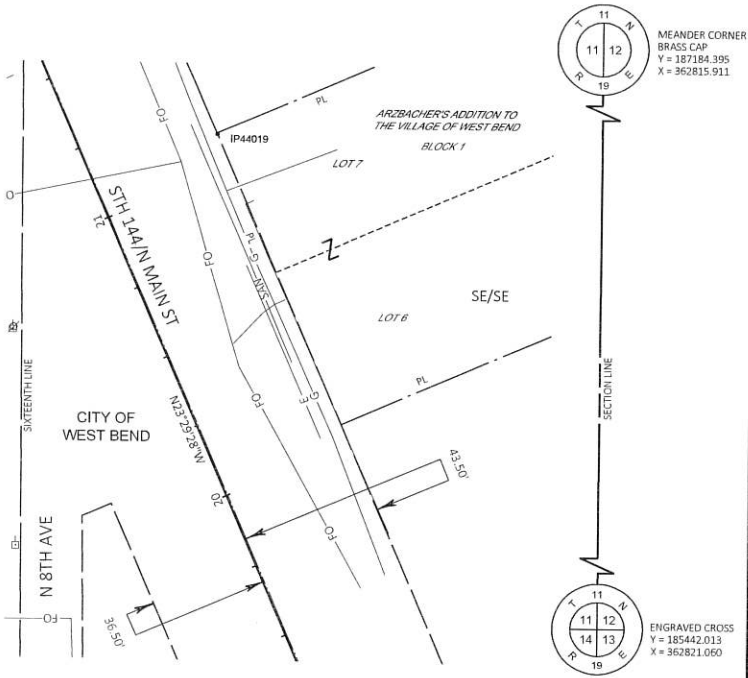 T 11 N
11 12
R 19 E
MEANDER CORNER
BRASS CAP
Y = 187184.395
X = 362815.911
FO
FO
PL
ARZBACHER'S ADDITION TO
THE VILLAGE OF WEST BEND
BLOCK 1
IP44019
LOT 7
STH 144/N MAIN ST
21
FO
PL
G
SAN
SE/SE
LOT 6
SIXTEENTH LINE
SECTION LINE
PL
FO
E
G
CITY OF
WEST BEND
N23°29'28"W
43.50'
20
FO
N 8TH AVE
FO
36.50'
T 11 N
11 12
14 13
R 19 E
ENGRAVED CROSS
Y = 185442.013
X = 362821.060